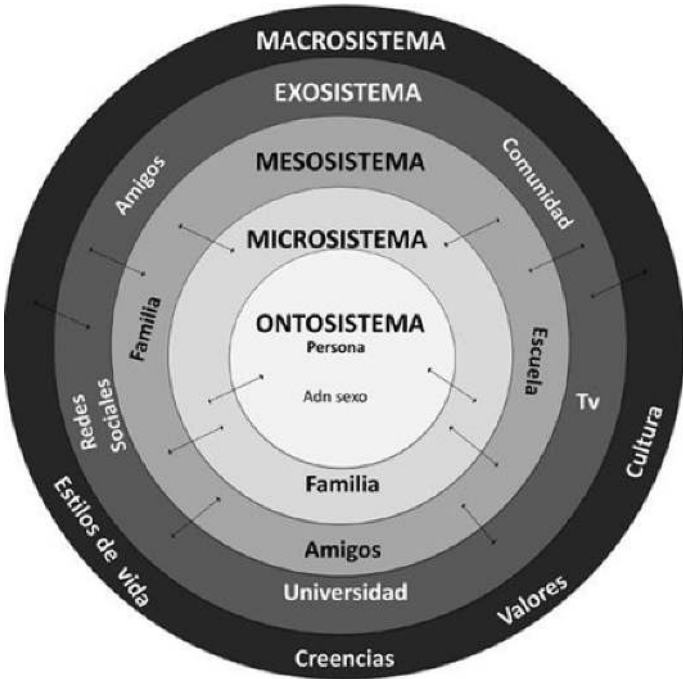 MACROSISTEMA
EXOSISTEMA
Amigos
Comunidad
MESOSISTEMA
MICROSISTEMA
ONTOSISTEMA
Persona
Adn sexo
Familia
Escuela
Redes
Sociales
Tv
Cultura
Familia
Amigos
Universidad
Estilos de vida
Valores
Creencias